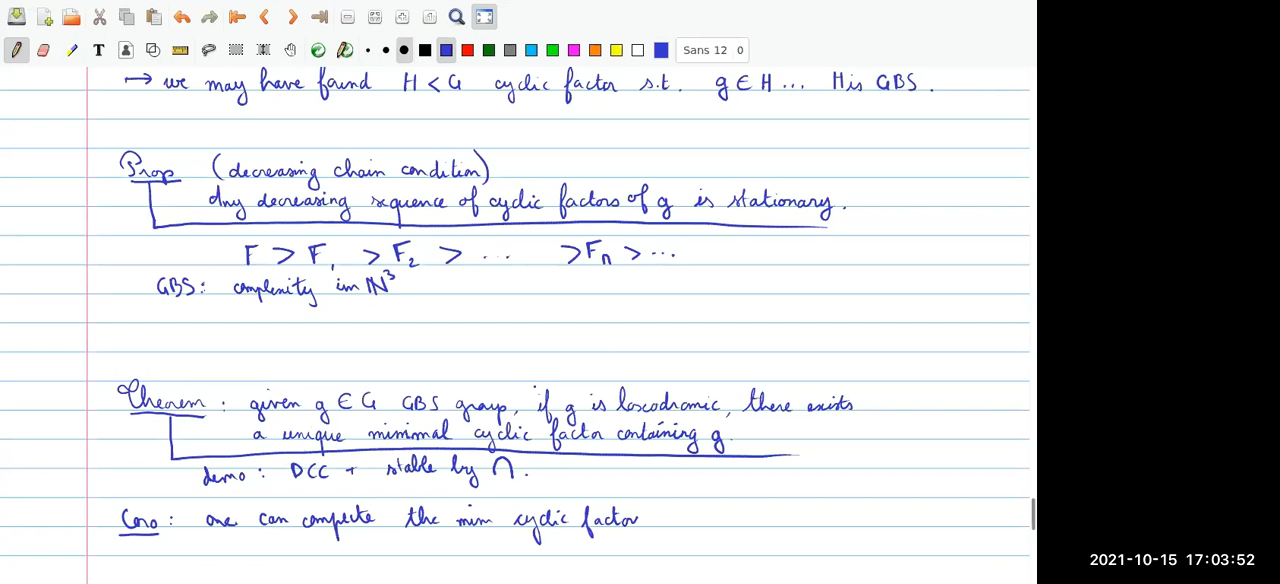 Sans 12 0
→ we may have found H < G cyclic factor s.t. g ∈ H ... H is GBS.
Prop (decreasing chain condition)
Any decreasing sequence of cyclic factors of g is stationary.
F > F₁ > F₂ > ... > Fₙ > ...
GBS: complexity in ℕ³
Theorem: given g ∈ G GBS group, if g is loxodromic, there exists
a unique minimal cyclic factor containing g.
demo: DCC + stable by ∩.
Coro: one can compute the min cyclic factor
2021-10-15 17:03:52